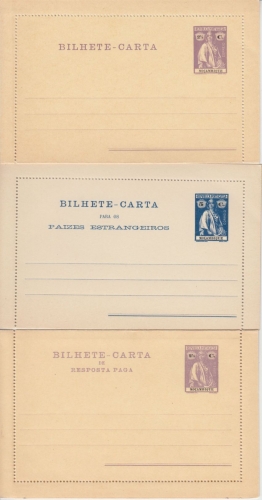 BILHETE-CARTA
BILHETE-CARTA
PARA OS
PAIZES ESTRANGEIROS
BILHETE-CARTA
DE
RESPOSTA PAGA